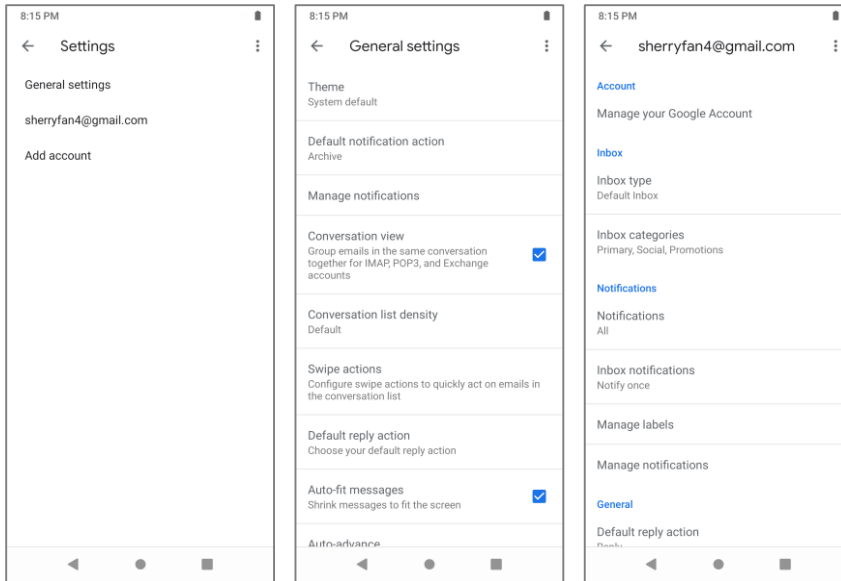 8:15 PM
Settings
General settings
sherryfan4@gmail.com
Add account
8:15 PM
General settings
Theme
System default
Default notification action
Archive
Manage notifications
Conversation view
Group emails in the same conversation
together for IMAP, POP3, and Exchange
accounts
Conversation list density
Default
Swipe actions
Configure swipe actions to quickly act on emails in
the conversation list
Default reply action
Choose your default reply action
Auto-fit messages
Shrink messages to fit the screen
Auto-advance
8:15 PM
sherryfan4@gmail.com
Account
Manage your Google Account
Inbox
Inbox type
Default Inbox
Inbox categories
Primary, Social, Promotions
Notifications
Notifications
All
Inbox notifications
Notify once
Manage labels
Manage notifications
General
Default reply action
Reply